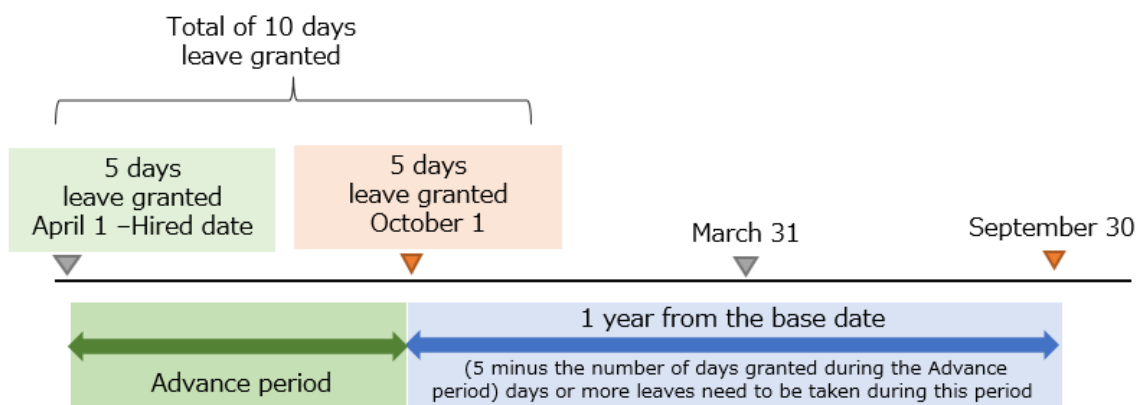 Total of 10 days
leave granted
5 days
leave granted
April 1 –Hired date
5 days
leave granted
October 1
March 31
September 30
Advance period
1 year from the base date
(5 minus the number of days granted during the Advance
period) days or more leaves need to be taken during this period